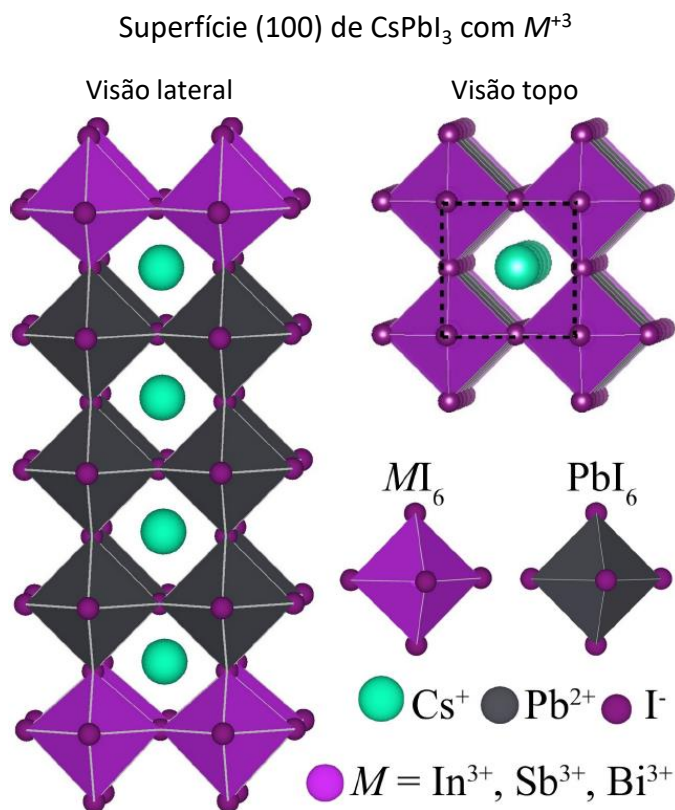 Superfície (100) de CsPbI₃ com M⁺³
Visão lateral
Visão topo
MI₆
PbI₆
Cs⁺ Pb²⁺ I⁻
M = In³⁺, Sb³⁺, Bi³⁺